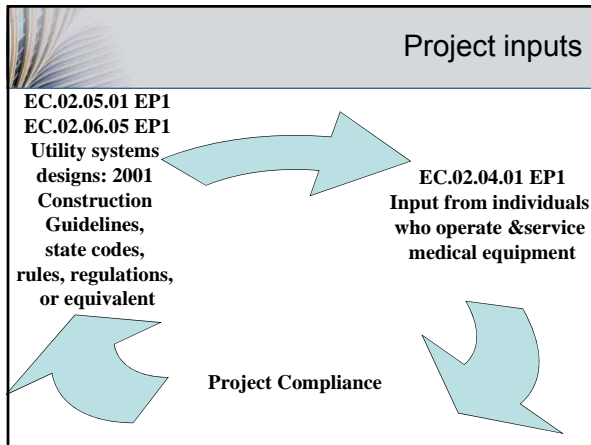 Project inputs
EC.02.05.01 EP1
EC.02.06.05 EP1
Utility systems
designs: 2001
Construction
Guidelines,
state codes,
rules, regulations,
or equivalent
EC.02.04.01 EP1
Input from individuals
who operate &service
medical equipment
Project Compliance